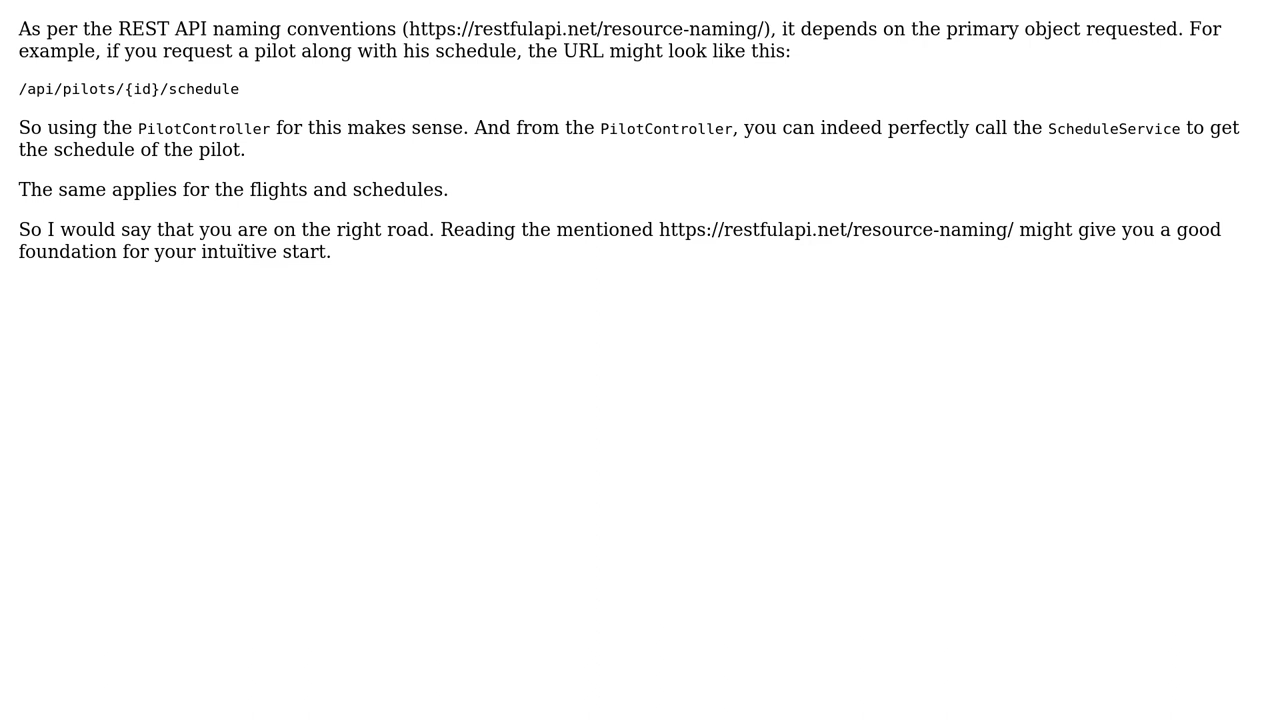 As per the REST API naming conventions (https://restfulapi.net/resource-naming/), it depends on the primary object requested. For
example, if you request a pilot along with his schedule, the URL might look like this:
/api/pilots/{id}/schedule
So using the PilotController for this makes sense. And from the PilotController, you can indeed perfectly call the ScheduleService to get
the schedule of the pilot.
The same applies for the flights and schedules.
So I would say that you are on the right road. Reading the mentioned https://restfulapi.net/resource-naming/ might give you a good
foundation for your intuïtive start.